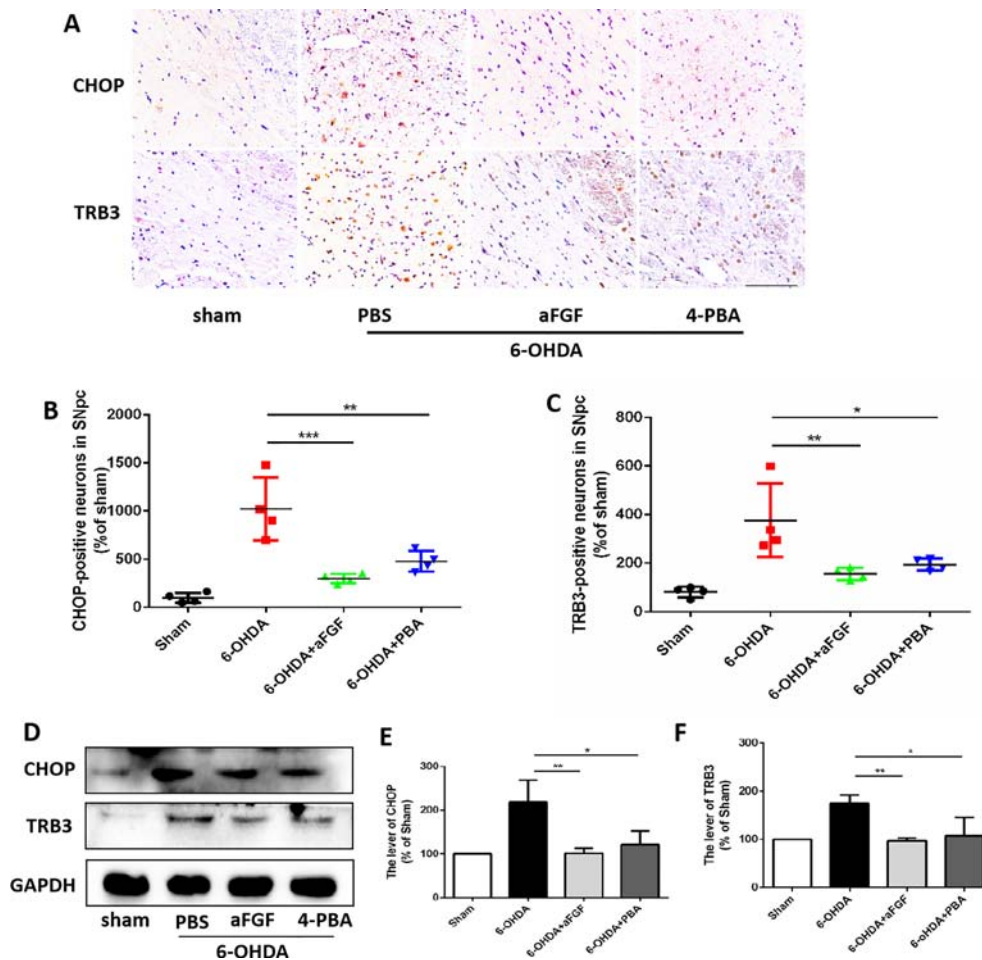 A
CHOP
TRB3
sham PBS aFGF 4-PBA
6-OHDA
B
CHOP-positive neurons in SNpc
(%of sham)
2000
1500
1000
500
0
**
***
Sham
6-OHDA
6-OHDA+aFGF
6-OHDA+PBA
C
TRB3-positive neurons in SNpc
(%of sham)
800
600
400
200
0
*
**
Sham
6-OHDA
6-OHDA+aFGF
6-OHDA+PBA
D
CHOP
TRB3
GAPDH
sham PBS aFGF 4-PBA
6-OHDA
E
The lever of CHOP
(% of Sham)
300
200
100
0
*
**
Sham
6-OHDA
6-OHDA+aFGF
6-OHDA+PBA
F
The lever of TRB3
(% of Sham)
300
200
100
0
*
**
Sham
6-OHDA
6-OHDA+aFGF
6-oHDA+PBA